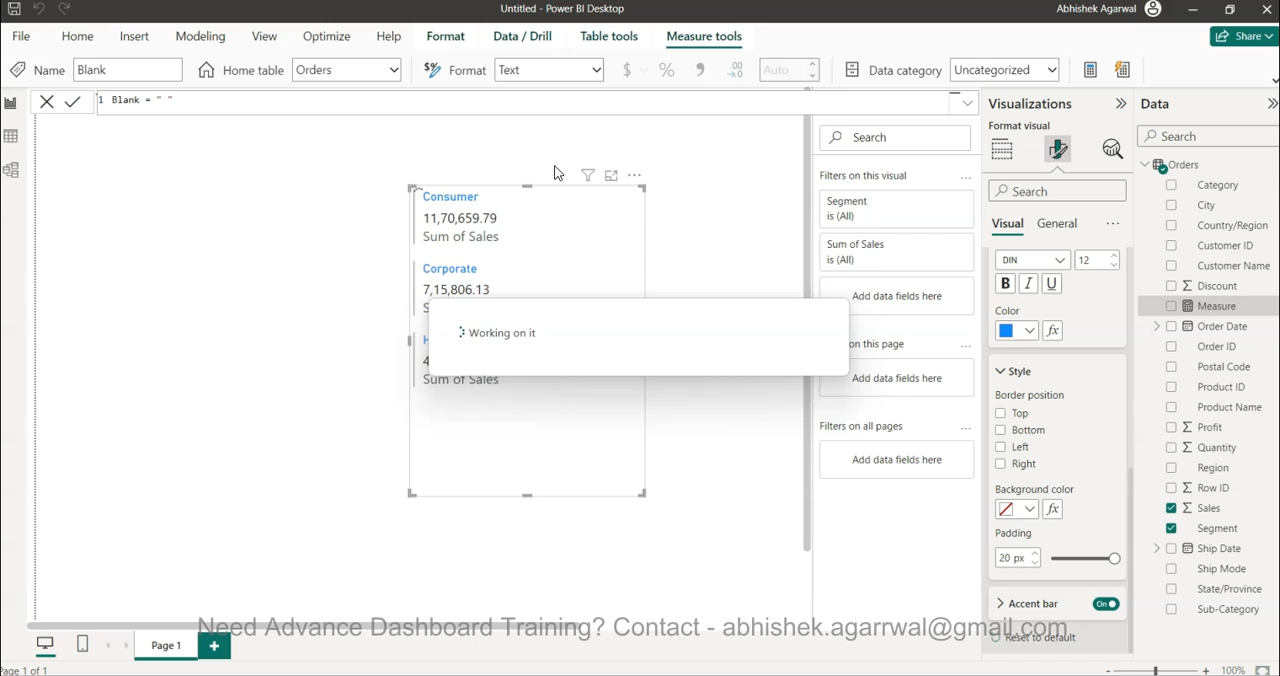 Untitled - Power BI Desktop
Abhishek Agarwal
File Home Insert Modeling View Optimize Help Format Data / Drill Table tools Measure tools
Share
Name Blank Home table Orders Format Text $ % Auto Data category Uncategorized
1 Blank = " "
Search
Filters on this visual
Segment
is (All)
Sum of Sales
is (All)
Add data fields here
on this page
Add data fields here
Filters on all pages
Add data fields here
Consumer
11,70,659.79
Sum of Sales
Corporate
7,15,806.13
Sum of Sales
Working on it
Visualizations
Format visual
Search
Visual General
DIN 12
B I U
Color
fx
Style
Border position
Top
Bottom
Left
Right
Background color
fx
Padding
20 px
Accent bar On
Reset to default
Data
Search
Orders
Category
City
Country/Region
Customer ID
Customer Name
Discount
Measure
Order Date
Order ID
Postal Code
Product ID
Product Name
Profit
Quantity
Region
Row ID
Sales
Segment
Ship Date
Ship Mode
State/Province
Sub-Category
Need Advance Dashboard Training? Contact - abhishek.agarrwal@gmail.com
Page 1
Page 1 of 1
100%